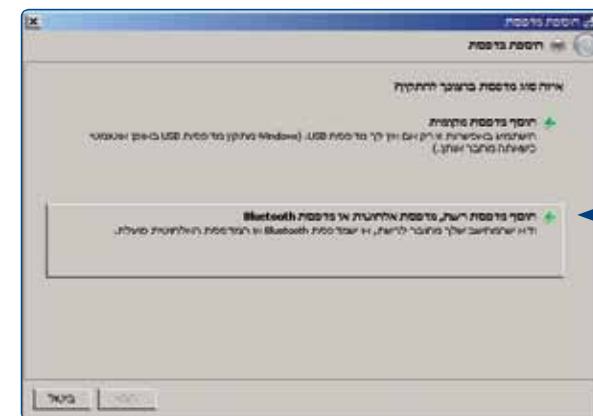 הוספת מדפסת
הוספת מדפסת
איזה סוג מדפסת ברצונך להתקין?
הוסף מדפסת מקומית
השתמש באפשרות זו רק אם אין לך מדפסת USB. (Windows מתקין מדפסות USB באופן אוטומטי
כשאתה מחבר אותן.)
הוסף מדפסת רשת, מדפסת אלחוטית או מדפסת Bluetooth
ודא שהמחשב שלך מחובר לרשת, או שמדפסת Bluetooth או המדפסת האלחוטית פועלת.
ביטול